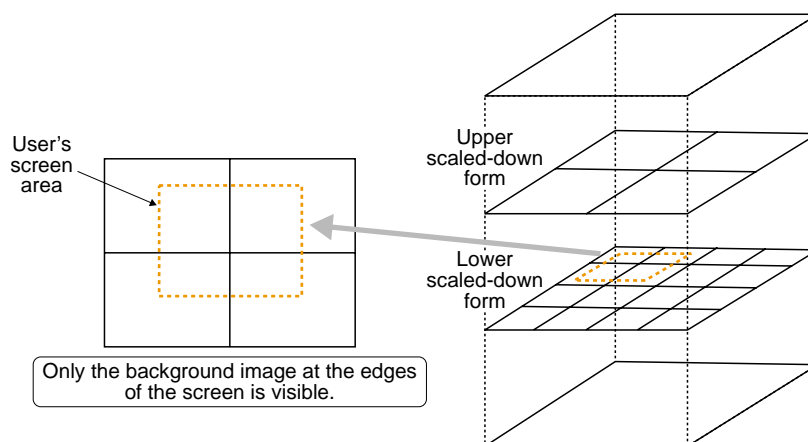 User's
screen
area
Upper
scaled-down
form
Lower
scaled-down
form
Only the background image at the edges
of the screen is visible.